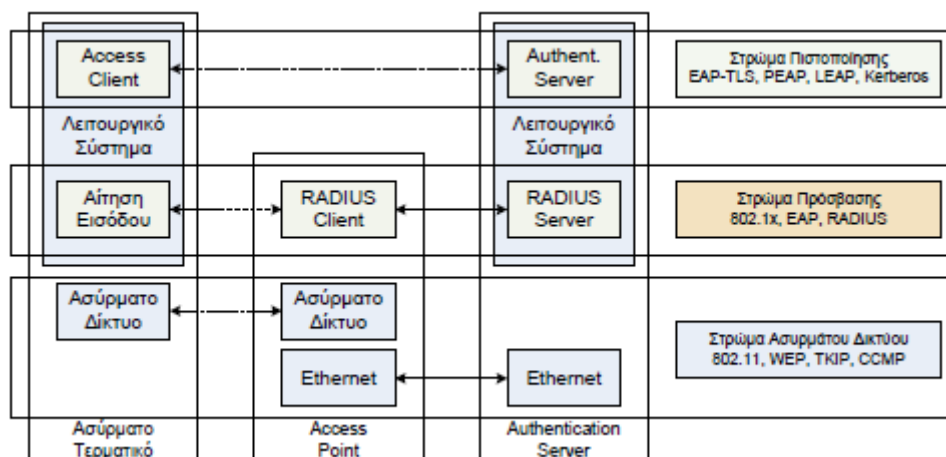 Access
Client
Authent.
Server
Στρώμα Πιστοποίησης
EAP-TLS, PEAP, LEAP, Kerberos
Λειτουργικό
Σύστημα
Λειτουργικό
Σύστημα
Αίτηση
Εισόδου
RADIUS
Client
RADIUS
Server
Στρώμα Πρόσβασης
802.1x, EAP, RADIUS
Ασύρματο
Δίκτυο
Ασύρματο
Δίκτυο
Στρώμα Ασυρμάτου Δικτύου
802.11, WEP, TKIP, CCMP
Ethernet
Ethernet
Ασύρματο
Τερματικό
Access
Point
Authentication
Server